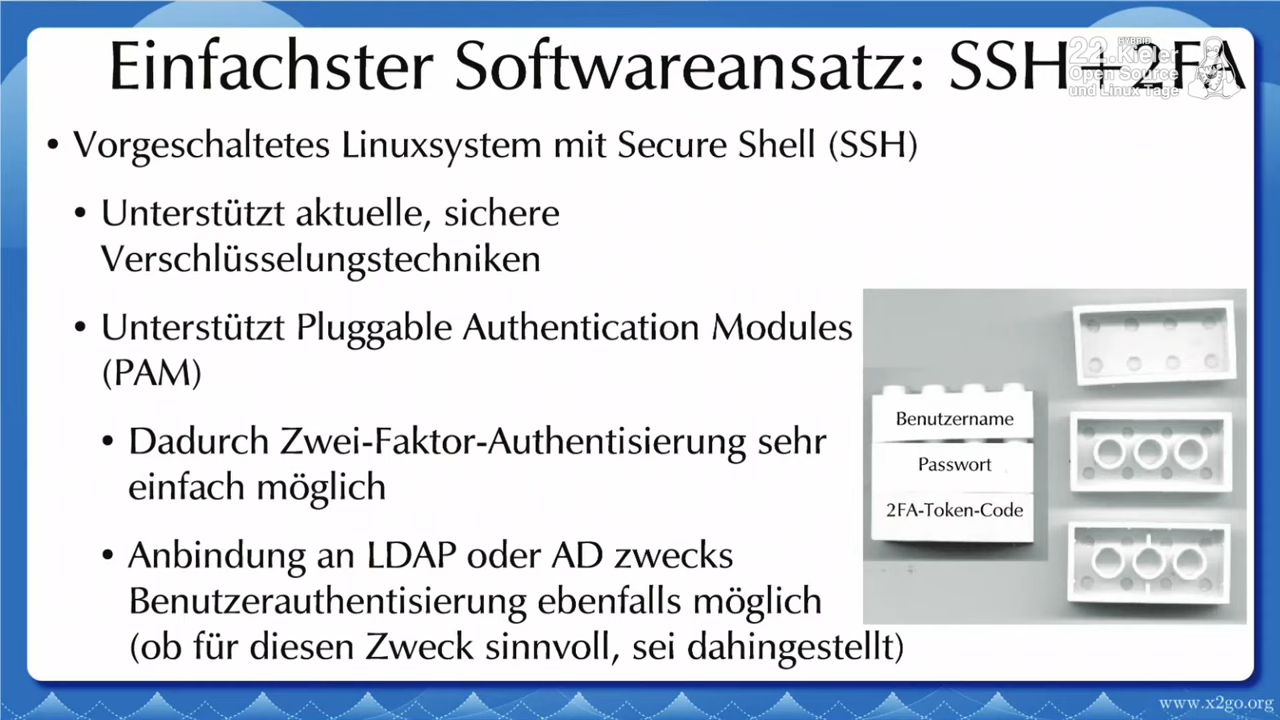 Einfachster Softwareansatz: SSH+2FA
HYBRID
22. Kieler
Open Source
und Linux Tage
• Vorgeschaltetes Linuxsystem mit Secure Shell (SSH)
• Unterstützt aktuelle, sichere
Verschlüsselungstechniken
• Unterstützt Pluggable Authentication Modules
(PAM)
• Dadurch Zwei-Faktor-Authentisierung sehr
einfach möglich
• Anbindung an LDAP oder AD zwecks
Benutzerauthentisierung ebenfalls möglich
(ob für diesen Zweck sinnvoll, sei dahingestellt)
Benutzername
Passwort
2FA-Token-Code
www.x2go.org